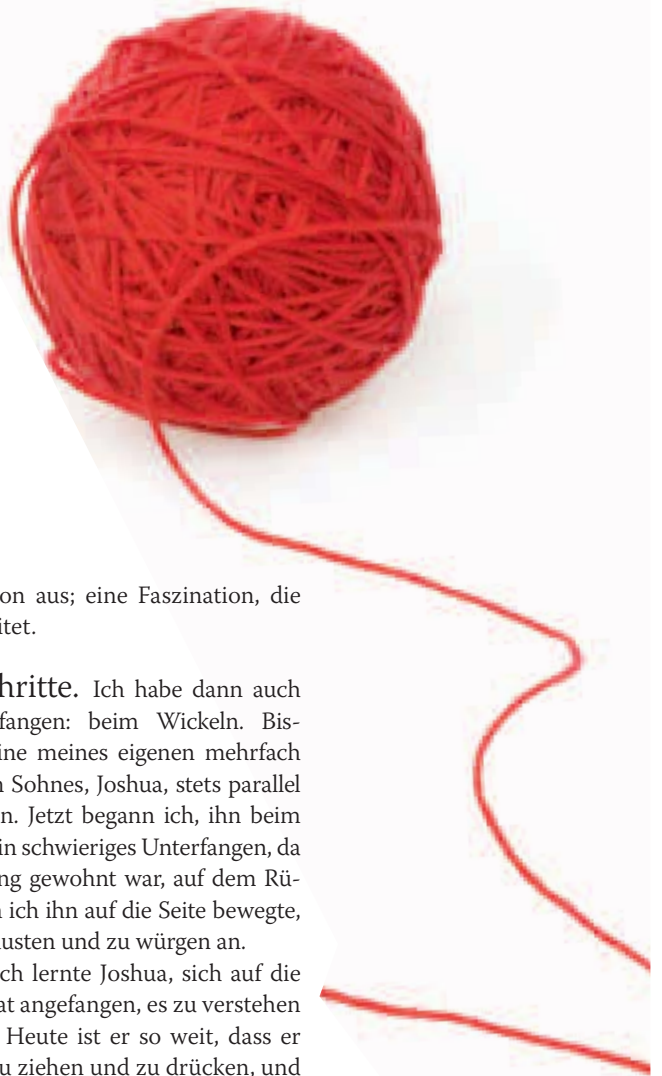 on aus; eine Faszination, die
itet.
hritte. Ich habe dann auch
fangen: beim Wickeln. Bis-
ine meines eigenen mehrfach
n Sohnes, Joshua, stets parallel
n. Jetzt begann ich, ihn beim
in schwieriges Unterfangen, da
ng gewohnt war, auf dem Rü-
n ich ihn auf die Seite bewegte,
usten und zu würgen an.
ch lernte Joshua, sich auf die
at angefangen, es zu verstehen
Heute ist er so weit, dass er
u ziehen und zu drücken, und